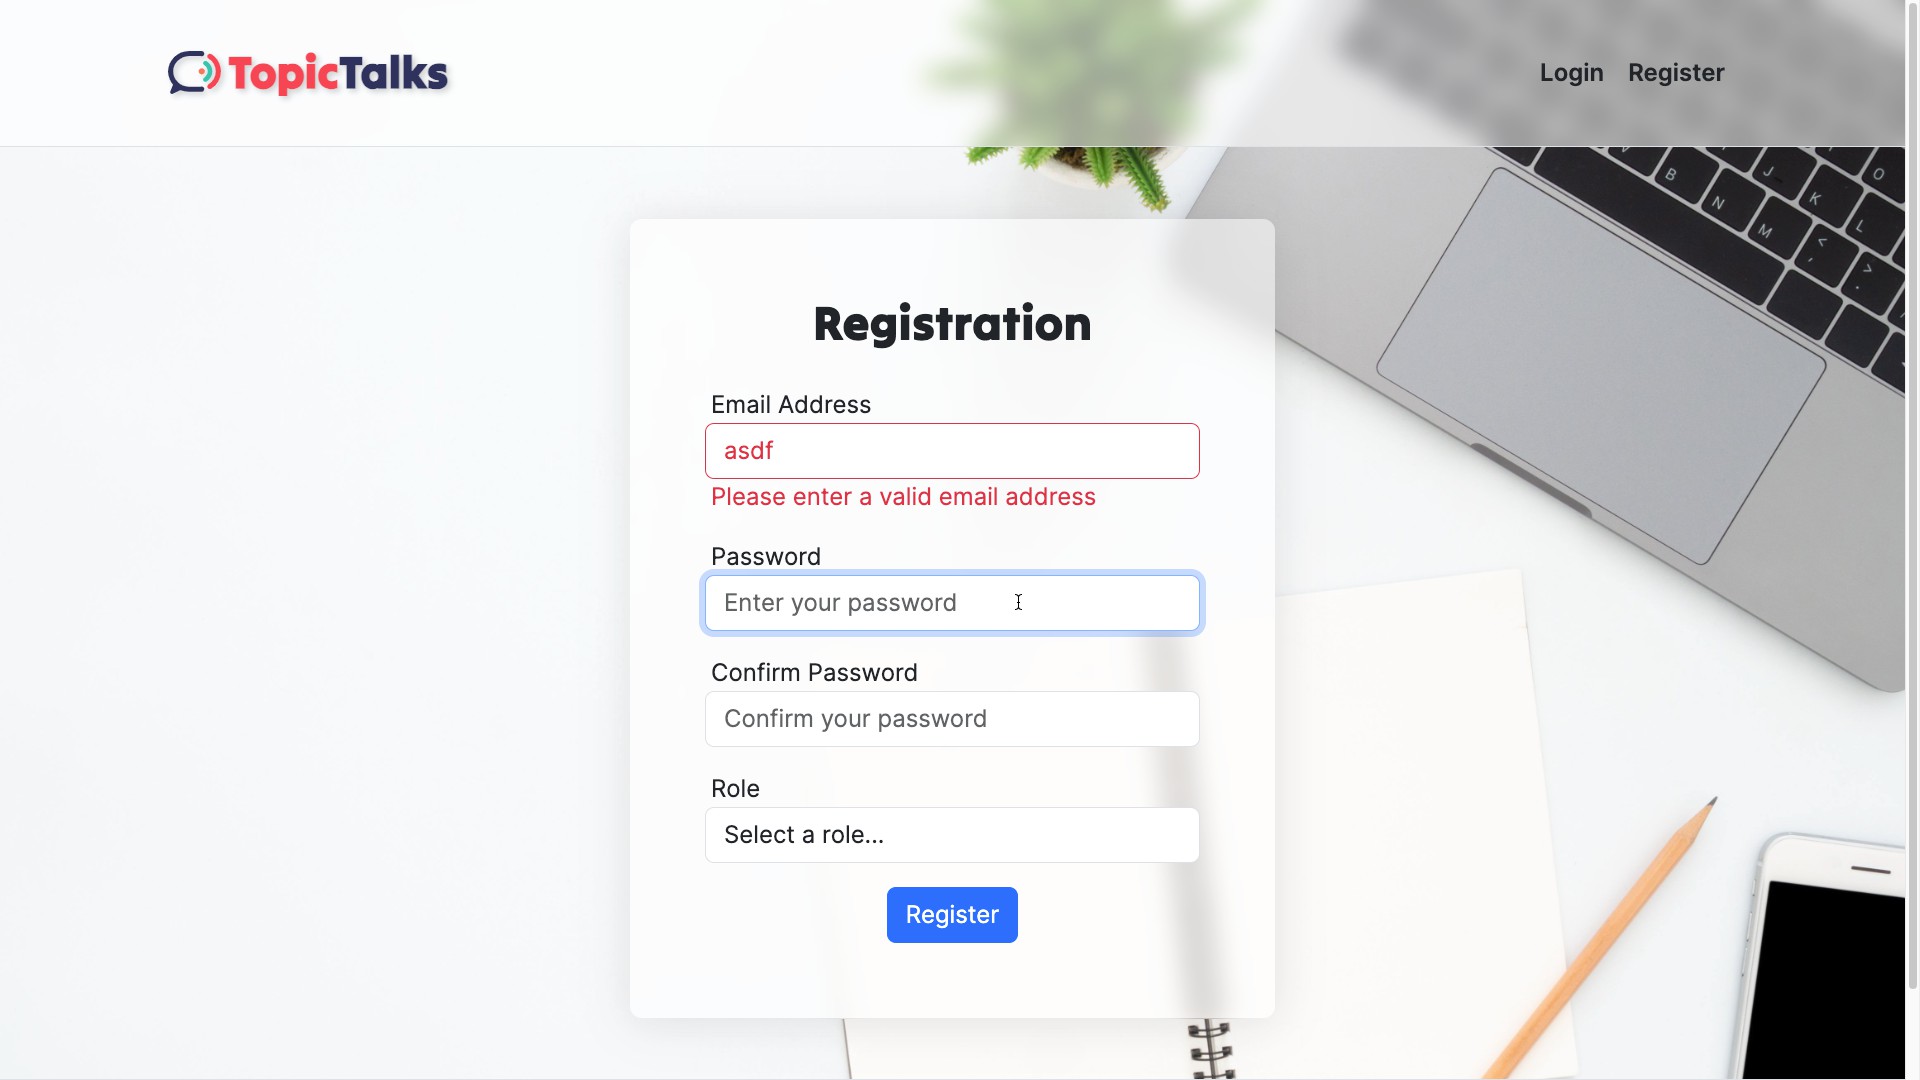 TopicTalks
Login Register
Registration
Email Address
asdf
Please enter a valid email address
Password
Enter your password
Confirm Password
Confirm your password
Role
Select a role...
Register
B
N
M
J
K
L
O
<
,
>
.